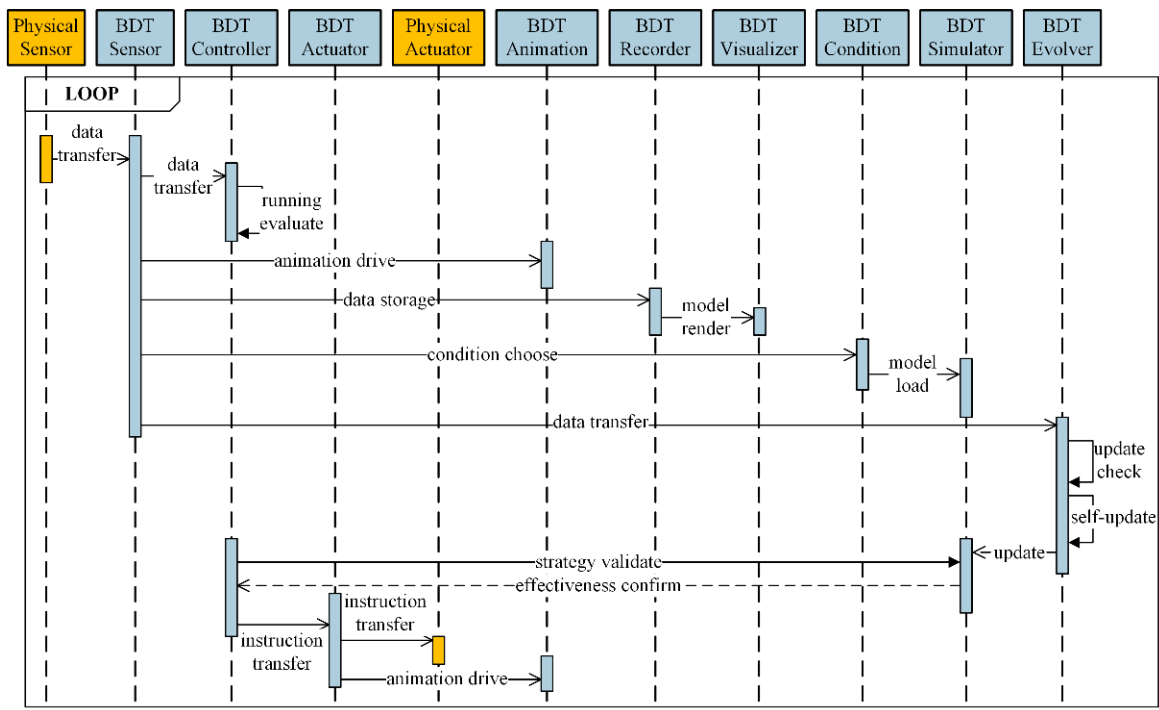 Physical
Sensor
BDT
Sensor
BDT
Controller
BDT
Actuator
Physical
Actuator
BDT
Animation
BDT
Recorder
BDT
Visualizer
BDT
Condition
BDT
Simulator
BDT
Evolver
LOOP
data
transfer
data
transfer
running
evaluate
animation drive
data storage
model
render
condition choose
model
load
data transfer
update
check
self-update
update
strategy validate
effectiveness confirm
instruction
transfer
instruction
transfer
animation drive